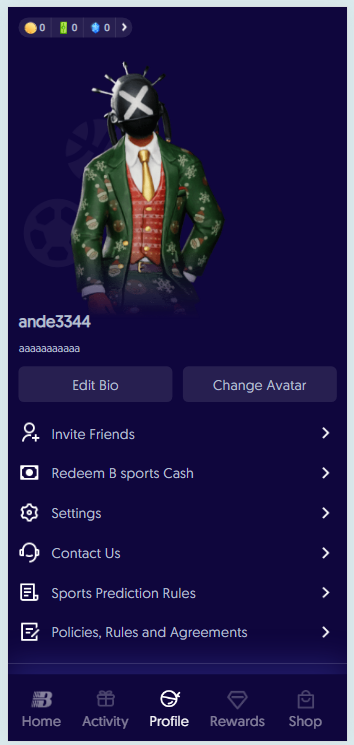 0 0 0
ande3344
aaaaaaaaaaa
Edit Bio Change Avatar
Invite Friends
Redeem B sports Cash
Settings
Contact Us
Sports Prediction Rules
Policies, Rules and Agreements
Home Activity Profile Rewards Shop